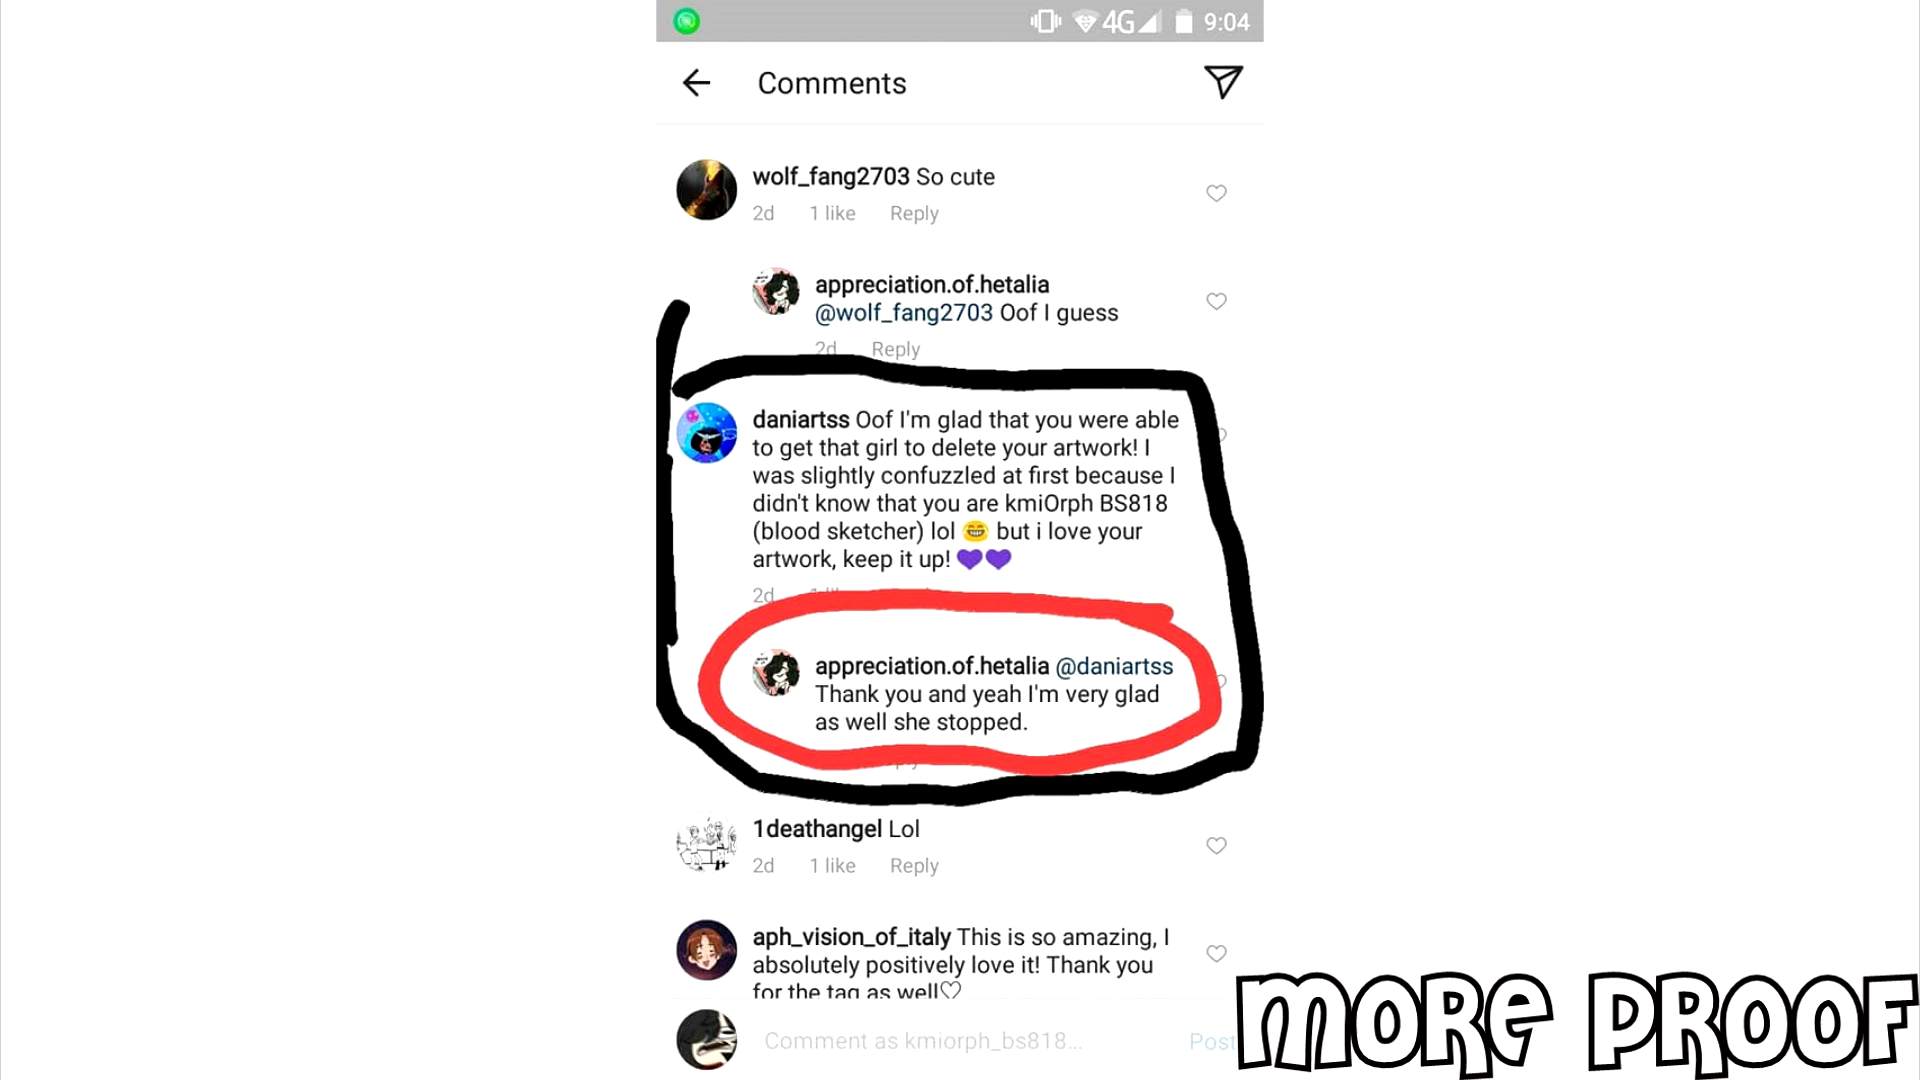 4G 9:04
Comments
wolf_fang2703 So cute
2d 1 like Reply
appreciation.of.hetalia
@wolf_fang2703 Oof I guess
2d Reply
daniartss Oof I'm glad that you were able
to get that girl to delete your artwork! I
was slightly confuzzled at first because I
didn't know that you are kmiOrph BS818
(blood sketcher) lol 😂 but i love your
artwork, keep it up! 💜💜
2d
appreciation.of.hetalia @daniartss
Thank you and yeah I'm very glad
as well she stopped.
1deathangel Lol
2d 1 like Reply
aph_vision_of_italy This is so amazing, I
absolutely positively love it! Thank you
for the tag as well♡
Comment as kmiorph_bs818... Post
MORE PROOF